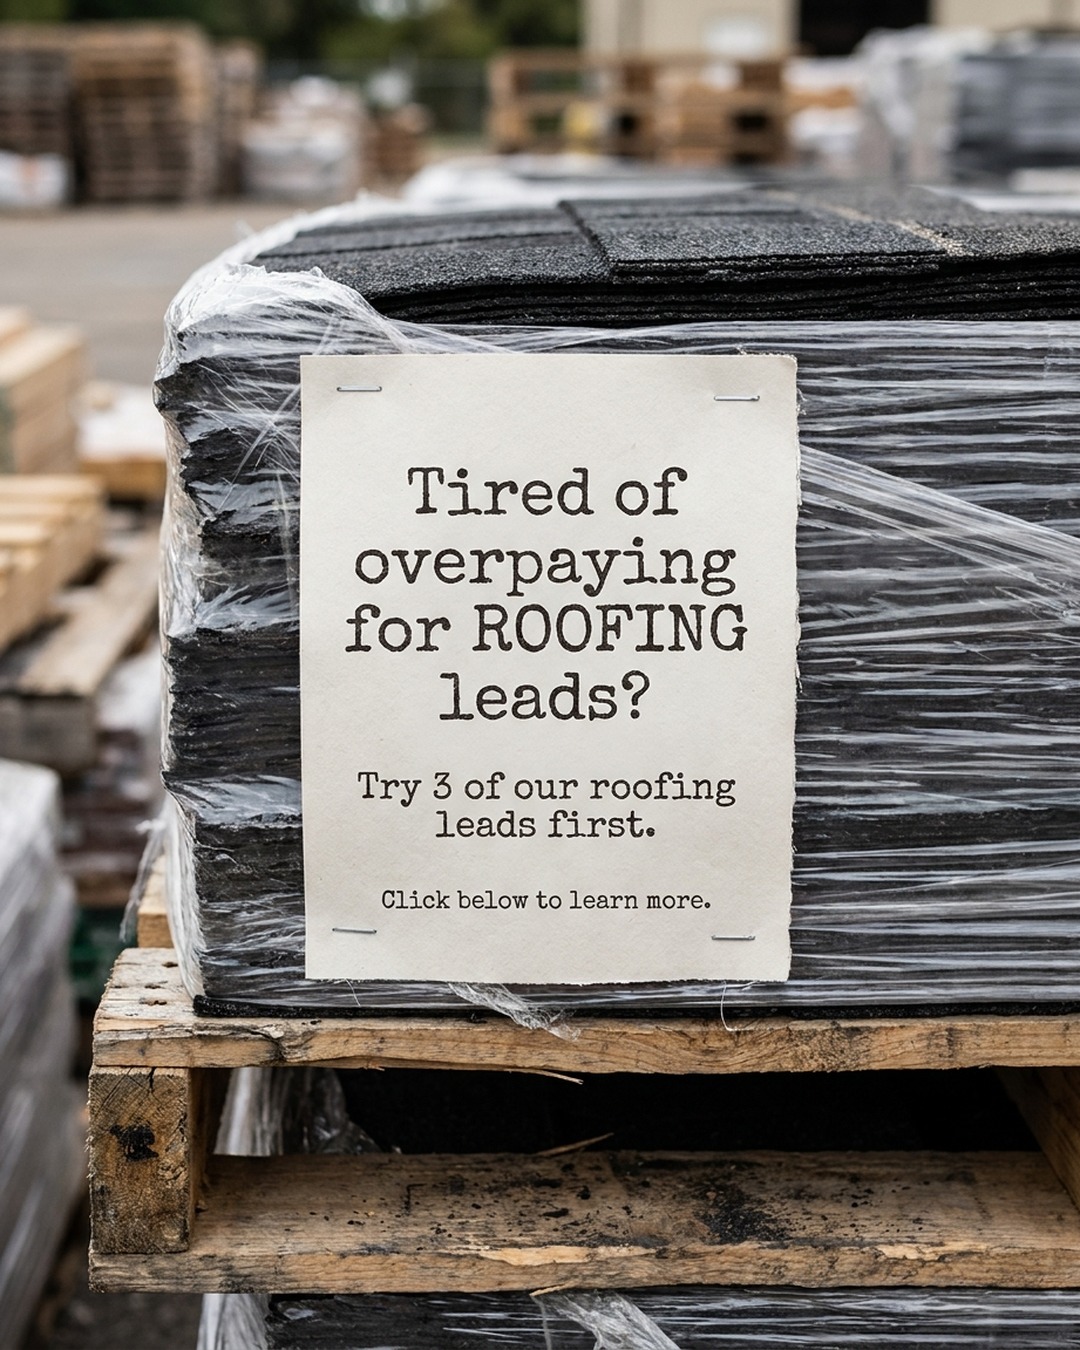 Tired of
overpaying
for ROOFING
leads?
Try 3 of our roofing
leads first.
Click below to learn more.